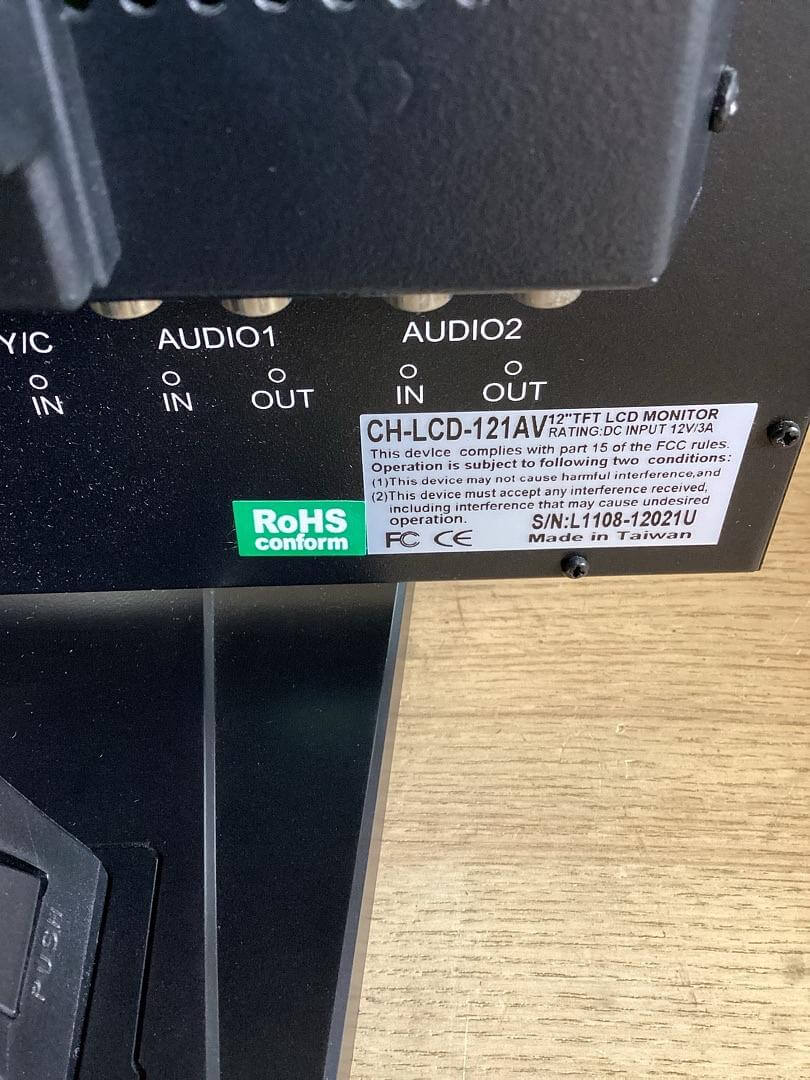 Y/C
AUDIO1
AUDIO2
IN
IN
OUT
IN
OUT
CH-LCD-121AV
12"TFT LCD MONITOR
RATING:DC INPUT 12V/3A
This device complies with part 15 of the FCC rules.
Operation is subject to following two conditions:
(1)This device may not cause harmful interference,and
(2)This device must accept any interference received,
including interference that may cause undesired
operation.
S/N:L1108-12021U
FC CE
Made in Taiwan
RoHS
conform
PUSH